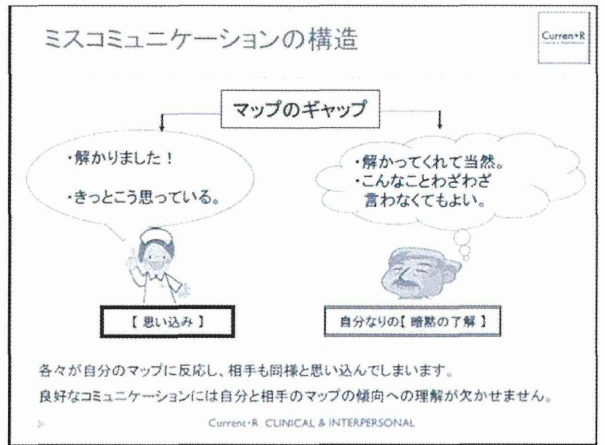 ミスコミュニケーションの構造
Curren・R
マップのギャップ
・解かりました！
・きっとこう思っている。
・解かってくれて当然。
・こんなことわざわざ
言わなくてもよい。
【 思い込み 】
自分なりの【 暗黙の了解 】
各々が自分のマップに反応し、相手も同様と思い込んでしまいます。
良好なコミュニケーションには自分と相手のマップの傾向への理解が欠かせません。
Current・R CLINICAL & INTERPERSONAL